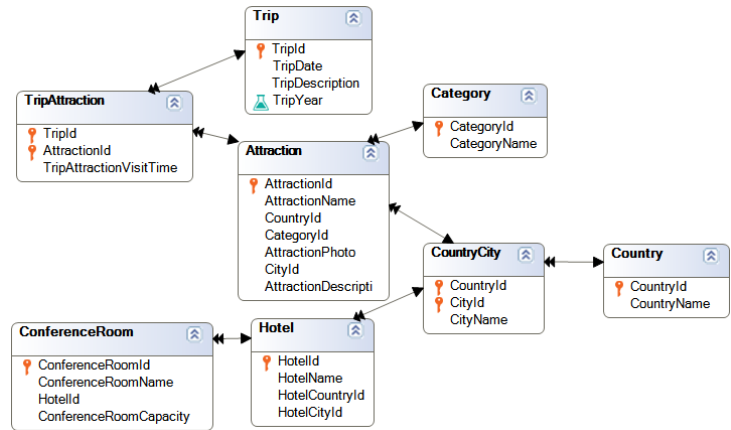 Trip
TripId
TripDate
TripDescription
TripYear
TripAttraction
TripId
AttractionId
TripAttractionVisitTime
Category
CategoryId
CategoryName
Attraction
AttractionId
AttractionName
CountryId
CategoryId
AttractionPhoto
CityId
AttractionDescripti
CountryCity
CountryId
CityId
CityName
Country
CountryId
CountryName
ConferenceRoom
ConferenceRoomId
ConferenceRoomName
HotelId
ConferenceRoomCapacity
Hotel
HotelId
HotelName
HotelCountryId
HotelCityId